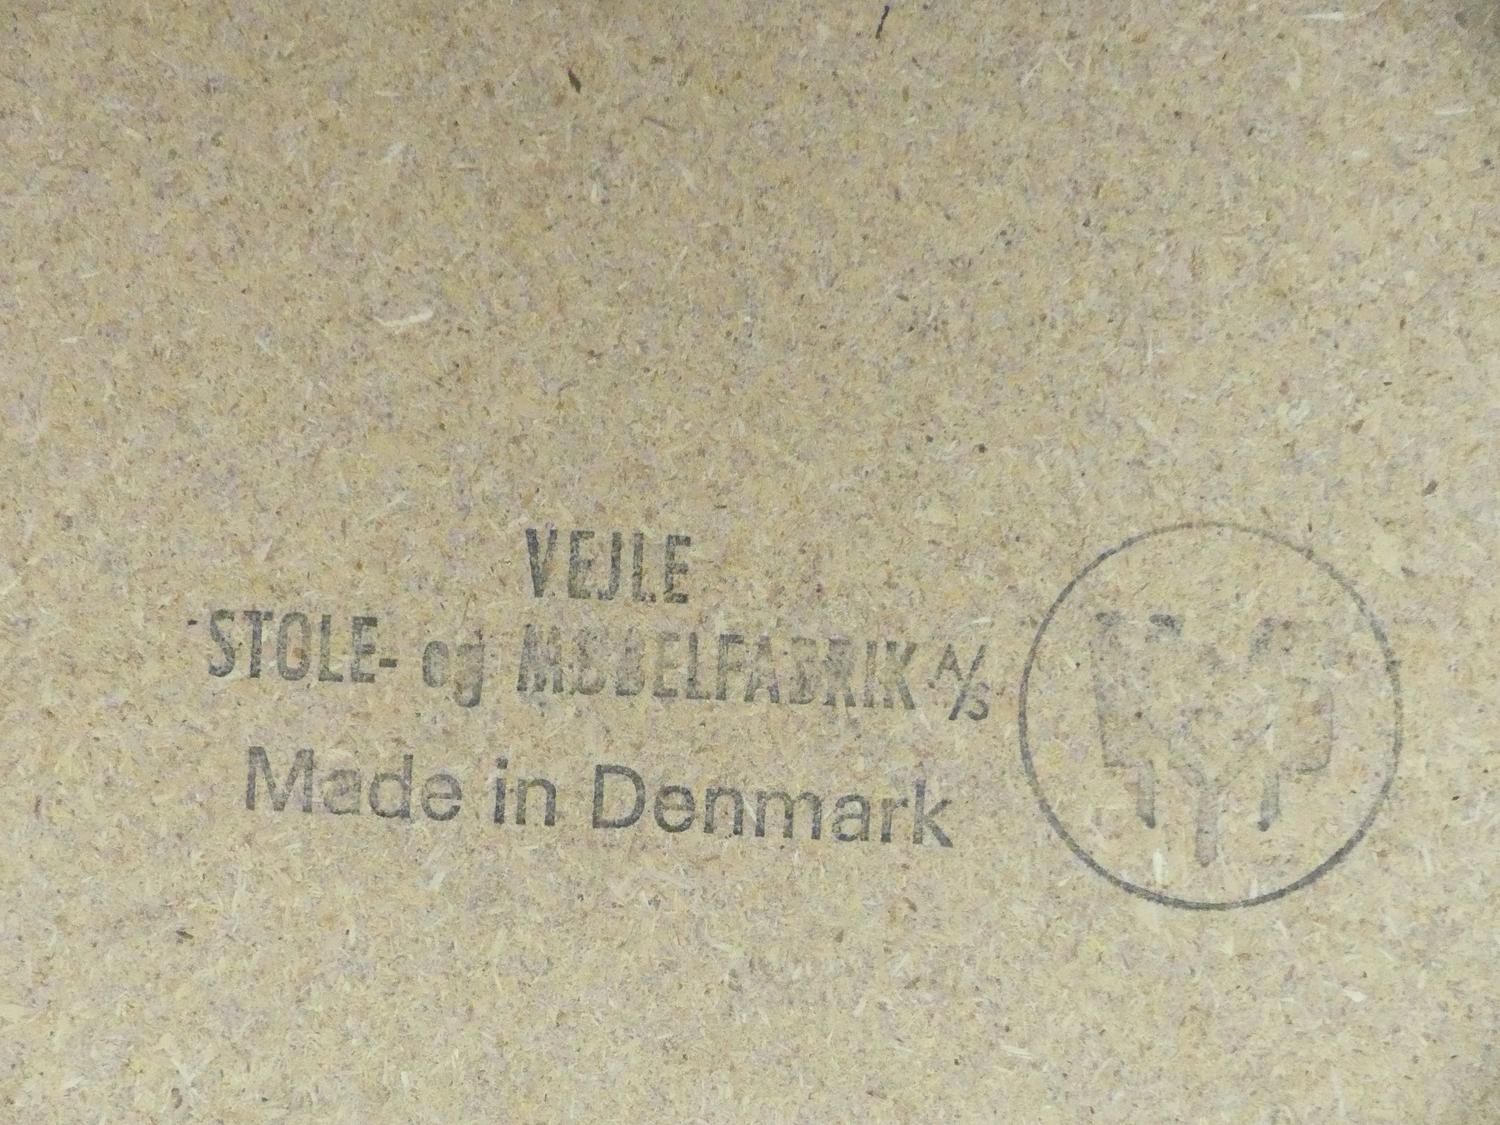 VEJLE
STOLE- og MØBELFABRIK A/S
Made in Denmark